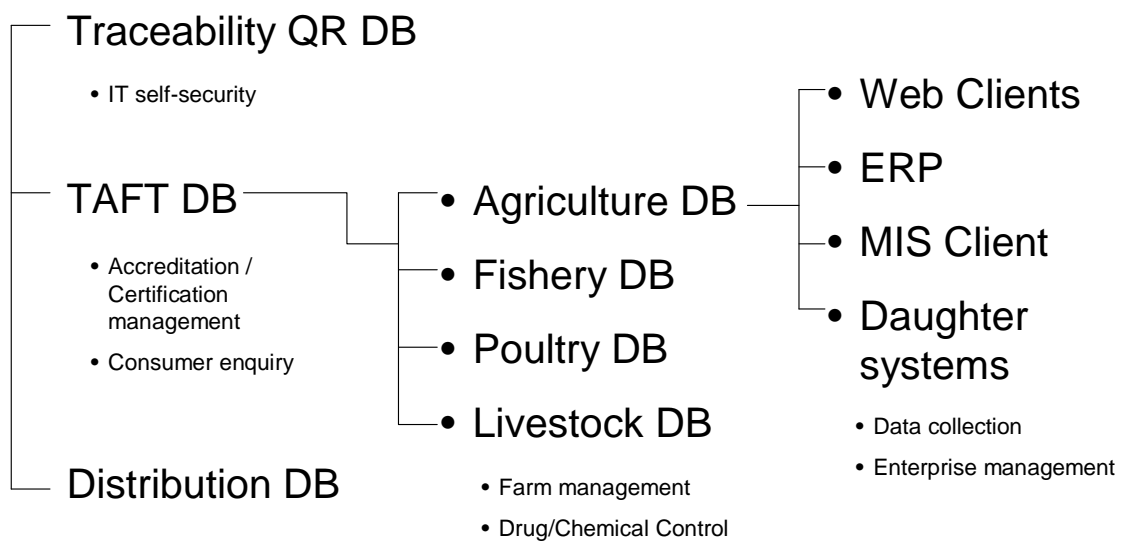 Traceability QR DB
• IT self-security
TAFT DB
• Accreditation /
Certification
management
• Consumer enquiry
Distribution DB
• Agriculture DB
• Fishery DB
• Poultry DB
• Livestock DB
• Farm management
• Drug/Chemical Control
• Web Clients
• ERP
• MIS Client
• Daughter
systems
• Data collection
• Enterprise management